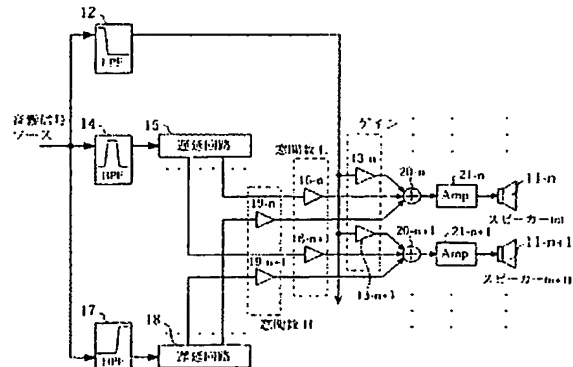 12
LPF
音響信号
ソース
14
BPF
15
遅延回路
17
HPF
18
遅延回路
窓関数L
ゲイン
13-n
16-n
19-n
20-n
21-n
Amp
11-n
スピーカー(n)
16-n+1
19-n+1
20-n+1
21-n+1
Amp
11-n+1
スピーカー(n+1)
13-n+1
窓関数H